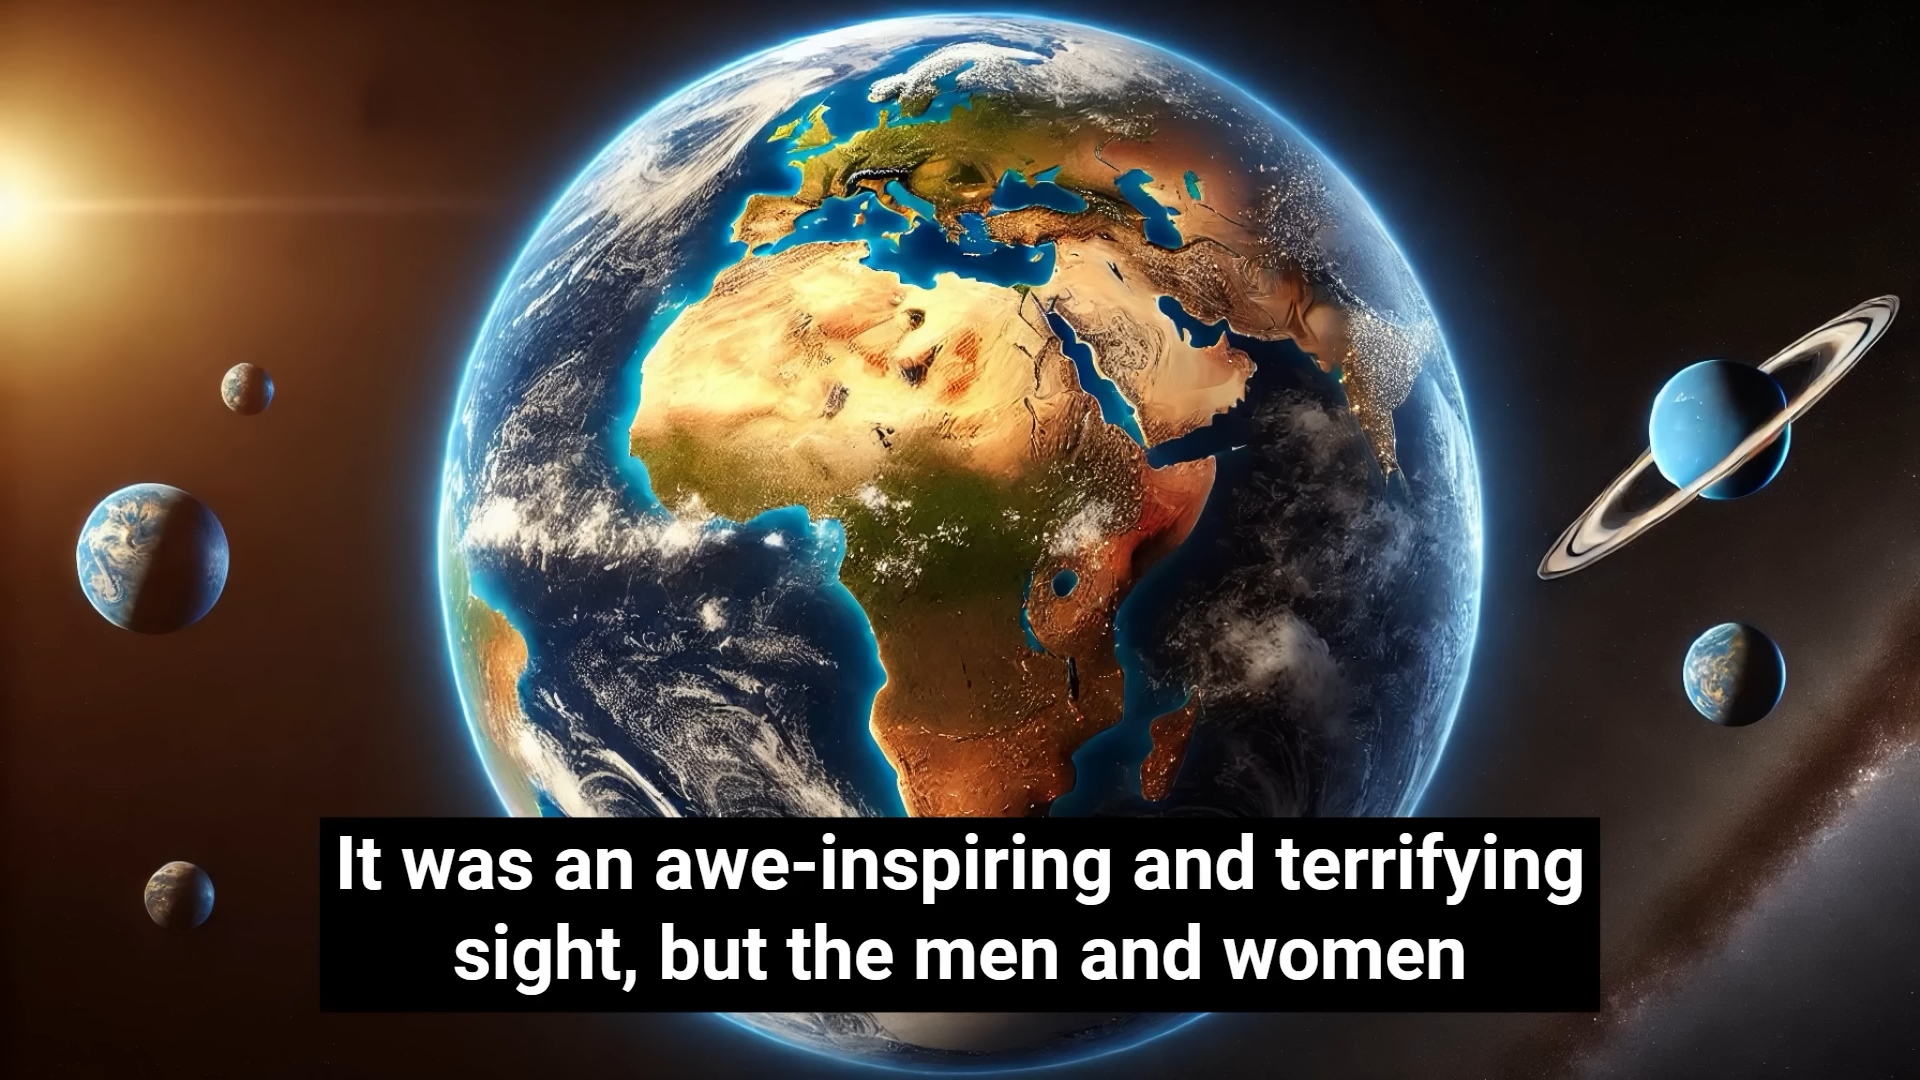 It was an awe-inspiring and terrifying
sight, but the men and women